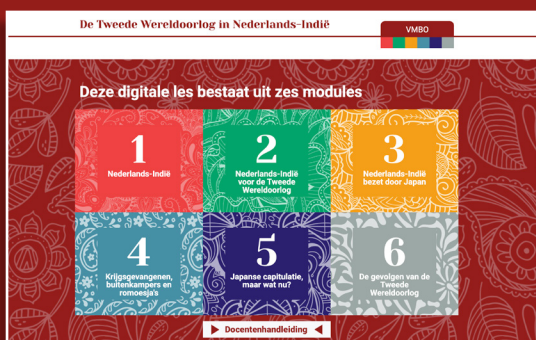 De Tweede Wereldoorlog in Nederlands-Indië
VMBO
Deze digitale les bestaat uit zes modules
1
Nederlands-Indië
2
Nederlands-Indië
voor de Tweede
Wereldoorlog
3
Nederlands-Indië
bezet door Japan
4
Krijgsgevangenen,
buitenkampers en
romoesja's
5
Japanse capitulatie,
maar wat nu?
6
De gevolgen van de
Tweede
Wereldoorlog
Docentenhandleiding